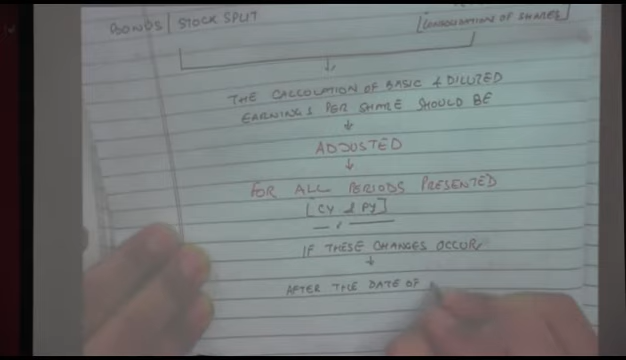 BONUS | STOCK SPLIT
[CONSOLIDATION OF SHARES]
THE CALCULATION OF BASIC & DILUTED
EARNINGS PER SHARE SHOULD BE
ADJUSTED
FOR ALL PERIODS PRESENTED
[CY & PY]
IF THESE CHANGES OCCUR
AFTER THE DATE OF